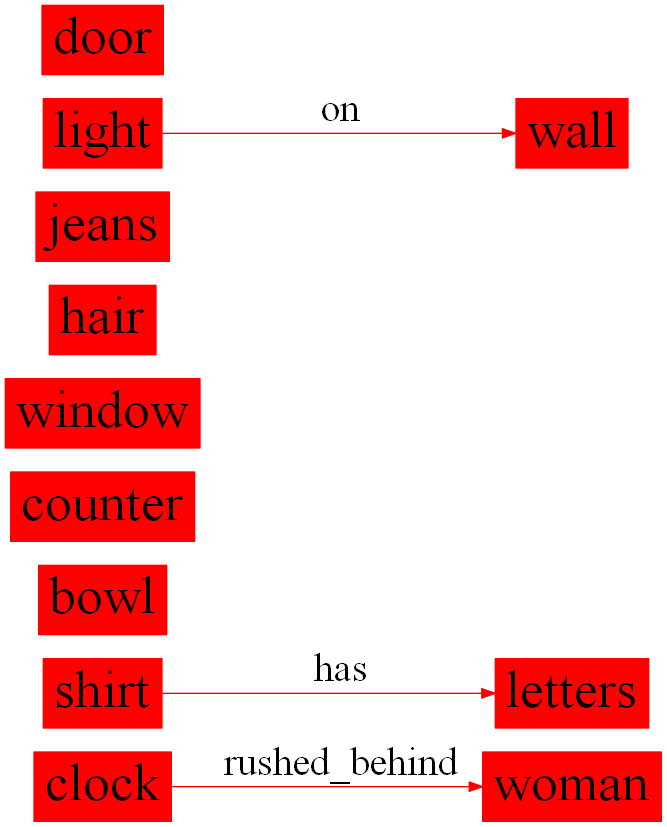 door
light on wall
jeans
hair
window
counter
bowl
shirt has letters
clock rushed_behind woman